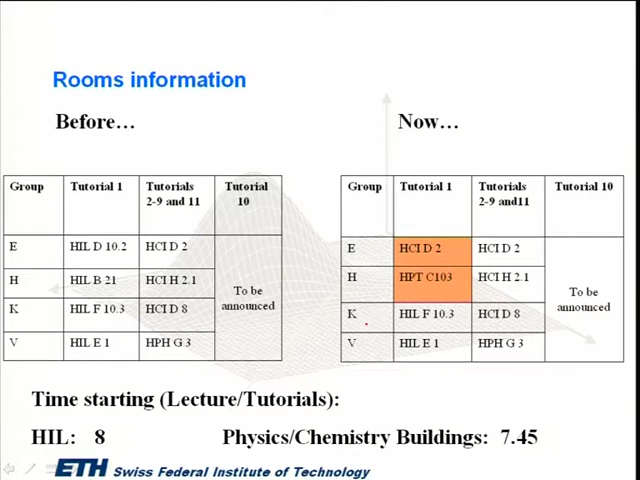 Rooms information
Before…
Now…
Group Tutorial 1 Tutorials 2-9 and 11 Tutorial 10
E HIL D 10.2 HCI D 2
H HIL B 21 HCI H 2.1
K HIL F 10.3 HCI D 8
V HIL E 1 HPH G 3
To be announced
Group Tutorial 1 Tutorials 2-9 and11 Tutorial 10
E HCI D 2 HCI D 2
H HPT C103 HCI H 2.1
K HIL F 10.3 HCI D 8
V HIL E 1 HPH G 3
To be announced
Time starting (Lecture/Tutorials):
HIL: 8 Physics/Chemistry Buildings: 7.45
ETH Swiss Federal Institute of Technology